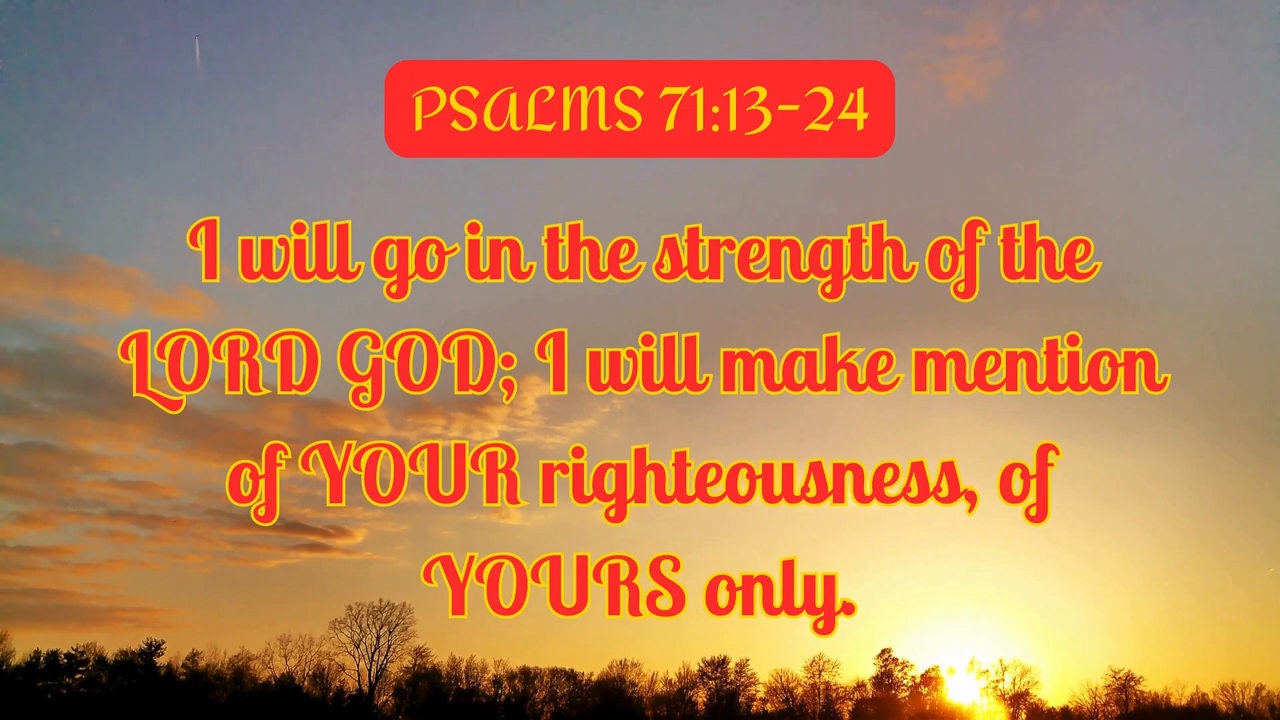 PSALMS 71:13-24
I will go in the strength of the
LORD GOD; I will make mention
of YOUR righteousness, of
YOURS only.